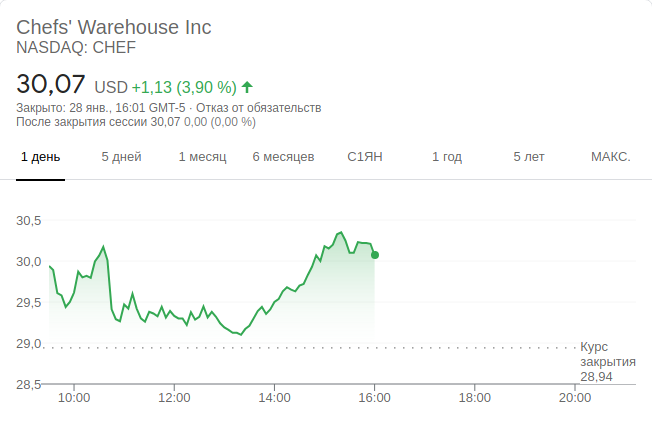 Chefs' Warehouse Inc
NASDAQ: CHEF
30,07 USD +1,13 (3,90 %)
Закрыто: 28 янв., 16:01 GMT-5 · Отказ от обязательств
После закрытия сессии 30,07 0,00 (0,00 %)
1 день 5 дней 1 месяц 6 месяцев С1ЯН 1 год 5 лет МАКС.
30,5
30,0
29,5
29,0
Курс
закрытия
28,94
28,5
10:00 12:00 14:00 16:00 18:00 20:00